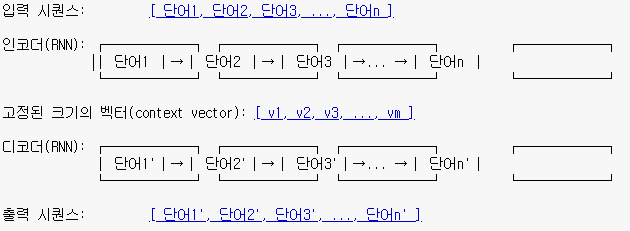 입력 시퀀스: [ 단어1, 단어2, 단어3, ..., 단어n ]
인코더(RNN):
|| 단어1 |→| 단어2 |→| 단어3 |→... →| 단어n |
고정된 크기의 벡터(context vector): [ v1, v2, v3, ..., vm ]
디코더(RNN):
| 단어1'|→| 단어2'|→| 단어3'|→... →| 단어n'|
출력 시퀀스: [ 단어1', 단어2', 단어3', ..., 단어n' ]